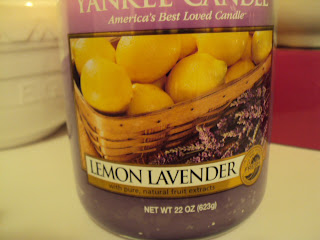 YANKEE CANDLE
America's Best Loved Candle®
LEMON LAVENDER
with pure, natural fruit extracts
NET WT 22 OZ (623g)